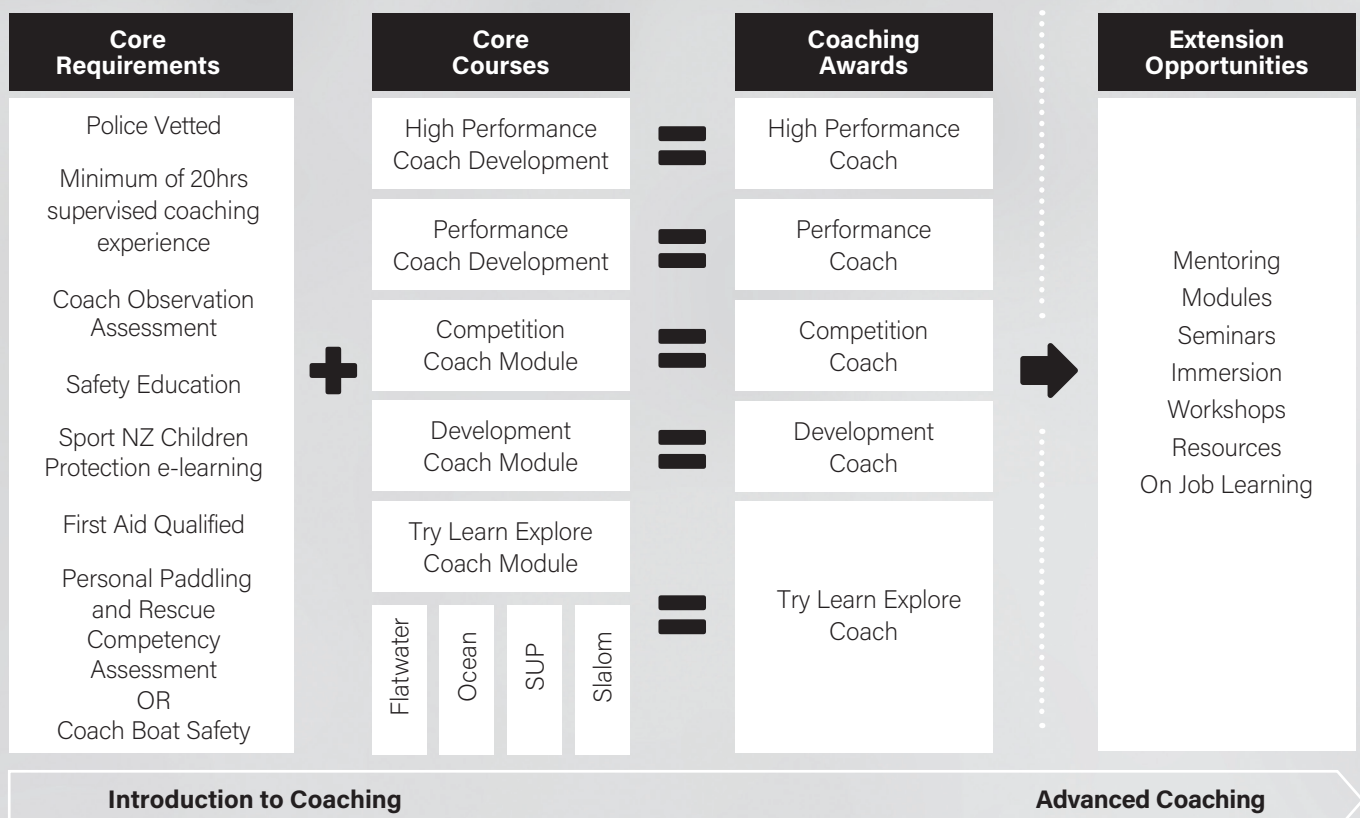 Core
Requirements
Police Vetted
Minimum of 20hrs
supervised coaching
experience
Coach Observation
Assessment
Safety Education
Sport NZ Children
Protection e-learning
First Aid Qualified
Personal Paddling
and Rescue
Competency
Assessment
OR
Coach Boat Safety
Core
Courses
High Performance
Coach Development
Performance
Coach Development
Competition
Coach Module
Development
Coach Module
Try Learn Explore
Coach Module
Flatwater
Ocean
SUP
Slalom
Coaching
Awards
High Performance
Coach
Performance
Coach
Competition
Coach
Development
Coach
Try Learn Explore
Coach
Extension
Opportunities
Mentoring
Modules
Seminars
Immersion
Workshops
Resources
On Job Learning
Introduction to Coaching
Advanced Coaching